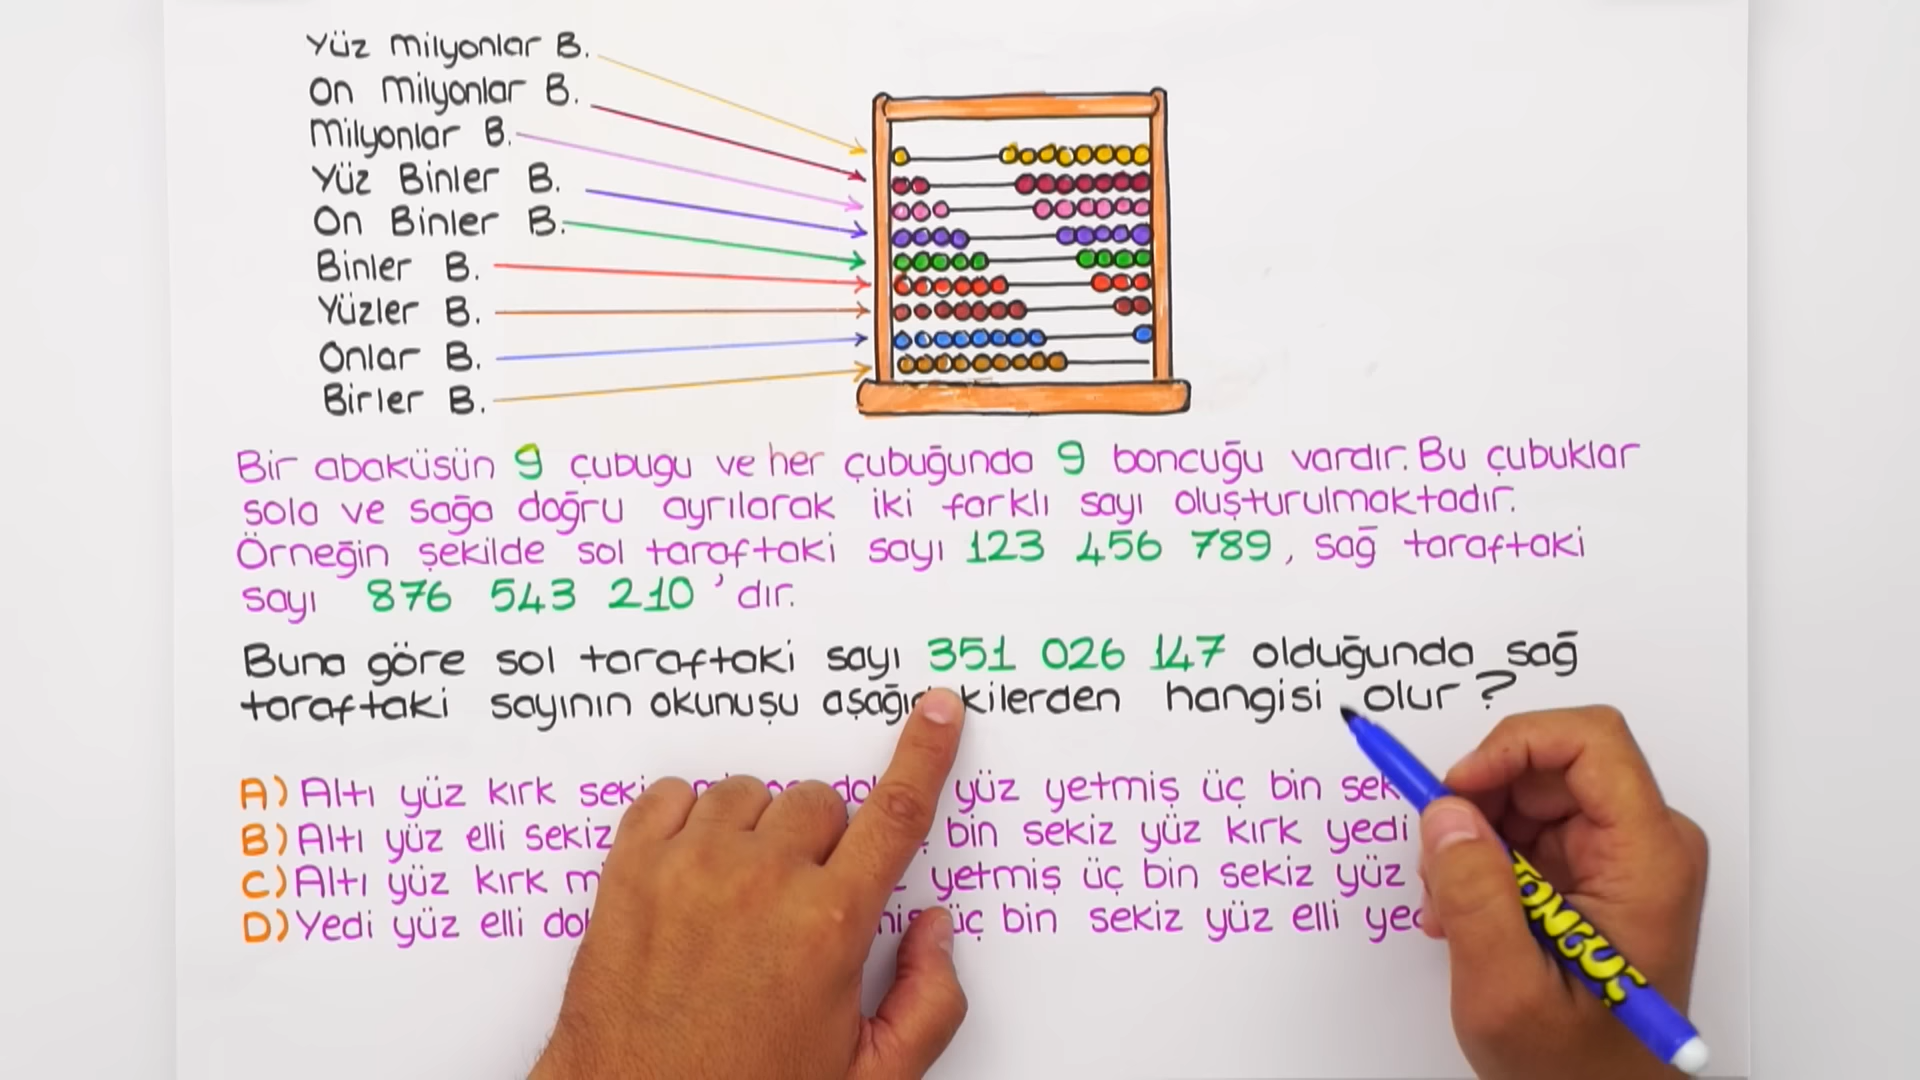 Yüz Milyonlar B.
On Milyonlar B.
Milyonlar B.
Yüz Binler B.
On Binler B.
Binler B.
Yüzler B.
Onlar B.
Birler B.
Bir abaküsün 9 çubugu ve her çubuğunda 9 boncuğu vardır. Bu çubuklar
sola ve sağa doğru ayrılarak iki farklı sayı oluşturulmaktadır.
Örneğin şekilde sol taraftaki sayı 123 456 789, sağ taraftaki
sayı 876 543 210'dır.
Buna göre sol taraftaki sayı 351 026 147 olduğunda sağ
taraftaki sayının okunuşu hangisi olur?
A) Altı yüz kırk yüz yetmiş üç bin
B) Altı yüz elli sekiz bin sekiz yüz kırk yedi
C) Altı yüz kırk yetmiş üç bin sekiz yüz
D) Yedi yüz elli üç bin sekiz yüz elli
TONGUÇ